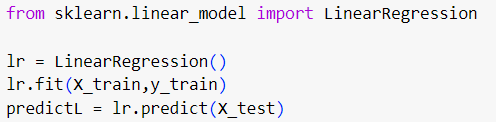 from sklearn.linear_model import LinearRegression
lr = LinearRegression()
lr.fit(X_train,y_train)
predictL = lr.predict(X_test)